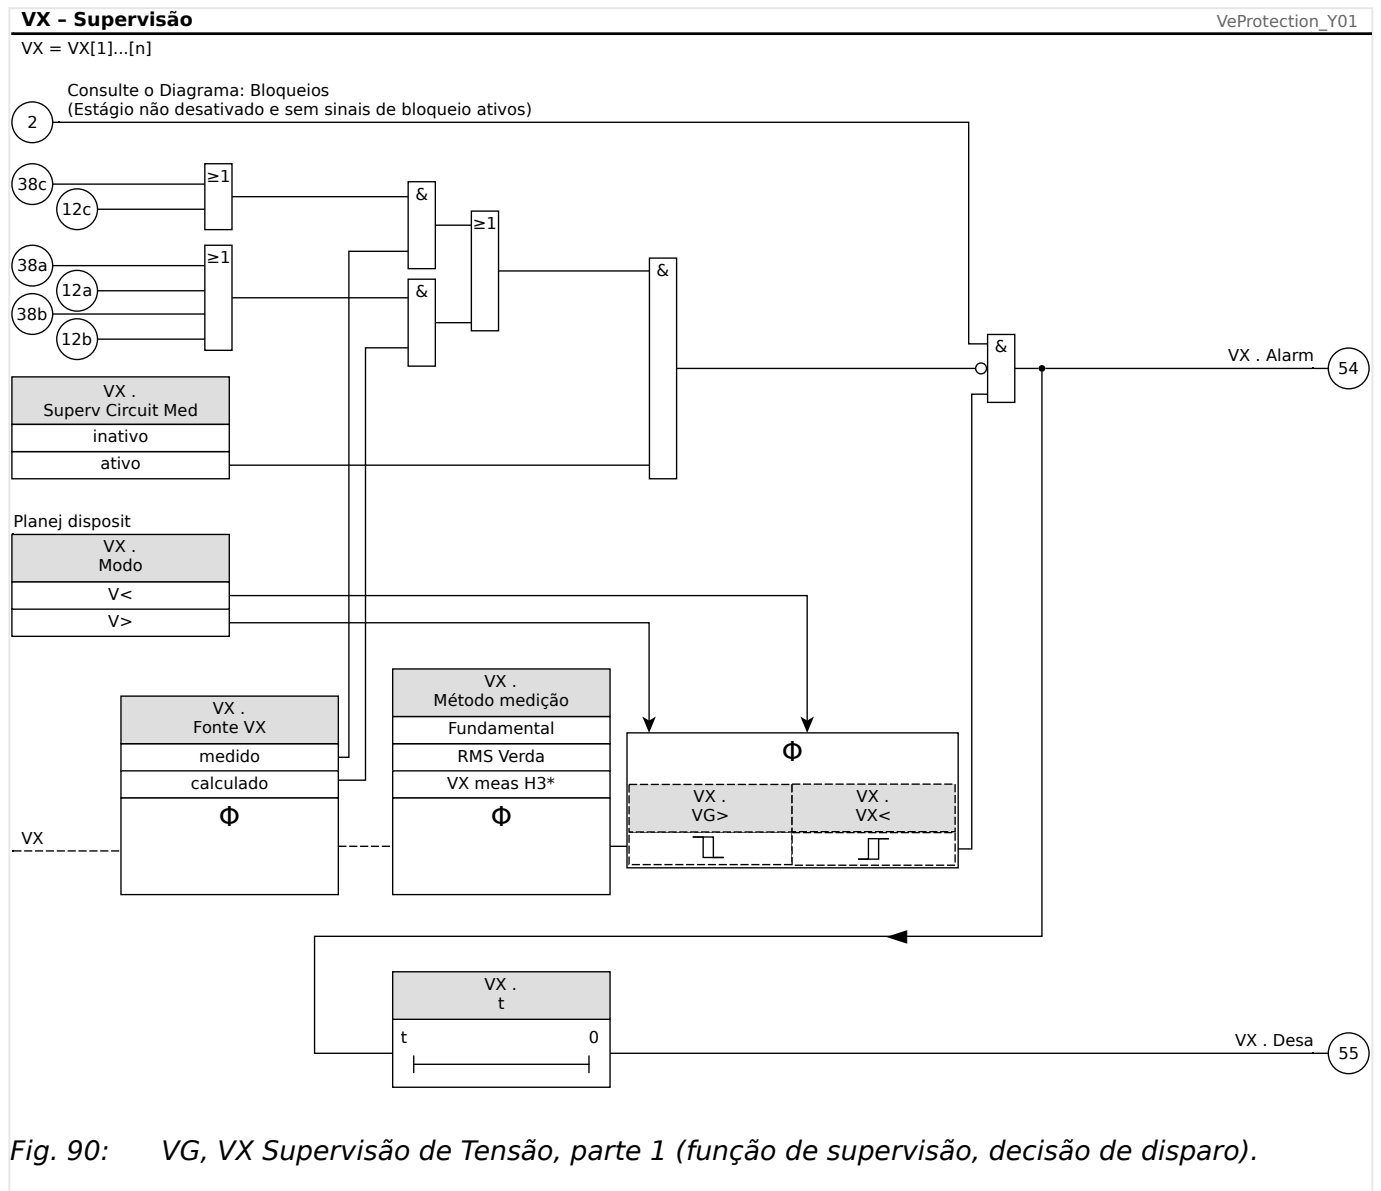 VX – Supervisão
VeProtection_Y01
VX = VX[1]...[n]
Consulte o Diagrama: Bloqueios
(Estágio não desativado e sem sinais de bloqueio ativos)
2
38c
12c
≥1
&
≥1
38a
12a
38b
12b
≥1
&
&
&
VX . Alarm
54
VX .
Superv Circuit Med
inativo
ativo
Planej disposit
VX .
Modo
V<
V>
VX .
Fonte VX
medido
calculado
Φ
VX
VX .
Método medição
Fundamental
RMS Verda
VX meas H3*
Φ
Φ
VX .
VG>
VX .
VX<
VX .
t
t 0
VX . Desa
55
Fig. 90: VG, VX Supervisão de Tensão, parte 1 (função de supervisão, decisão de disparo).